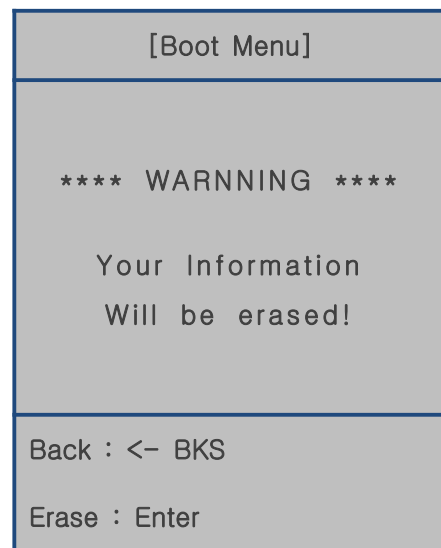 [Boot Menu]
**** WARNNING ****
Your Information
Will be erased!
Back : <- BKS
Erase : Enter